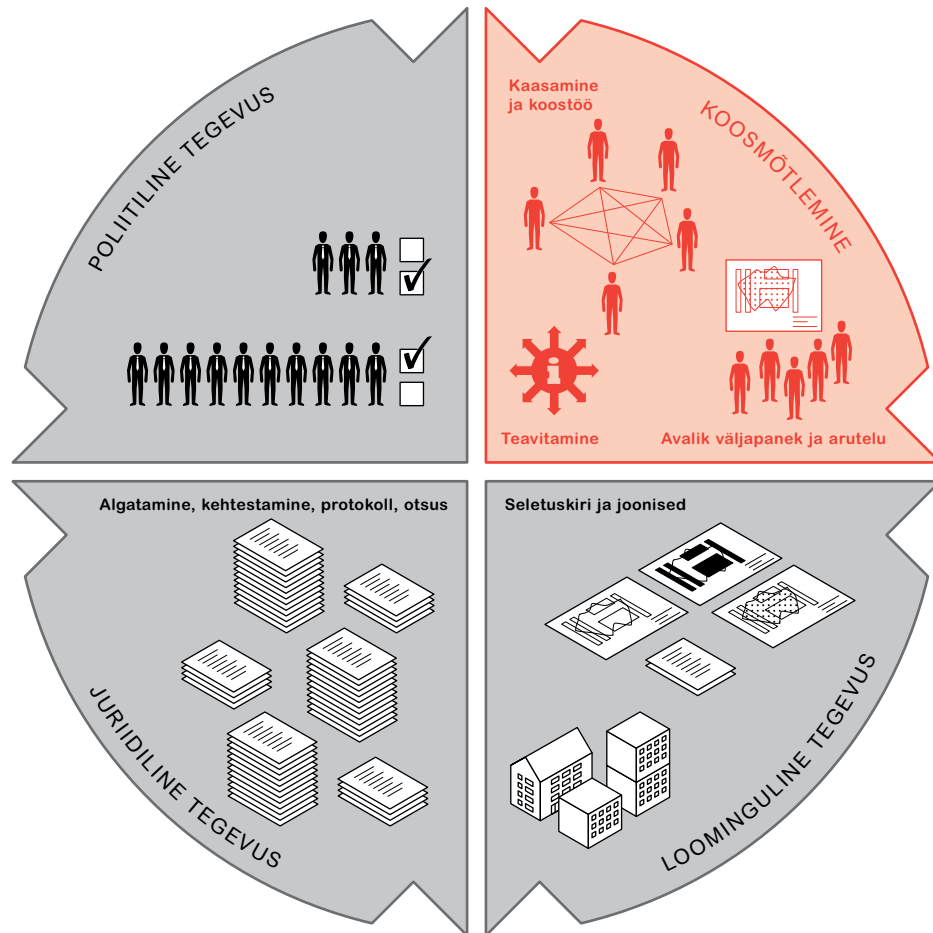 POLIITILINE TEGEVUS
Kaasamine
ja koostöö
KOOSMÕTLEMINE
Teavitamine
Avalik väljapanek ja arutelu
Algatamine, kehtestamine, protokoll, otsus
JURIIDILINE TEGEVUS
Seletuskiri ja joonised
LOOMINGULINE TEGEVUS